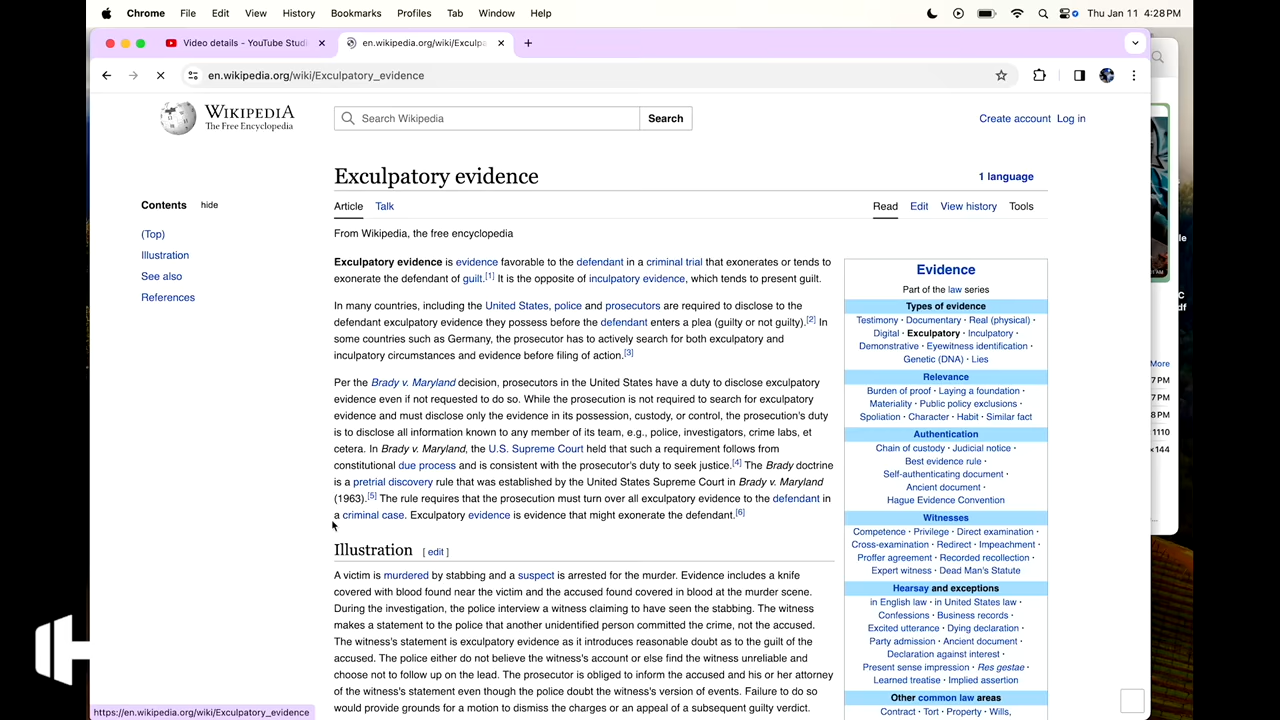 Chrome File Edit View History Bookmarks Profiles Tab Window Help Thu Jan 11 4:28 PM
Video details - YouTube Studi en.wikipedia.org/wiki/Exculpa
en.wikipedia.org/wiki/Exculpatory_evidence
WIKIPEDIA
The Free Encyclopedia
Search Wikipedia Search
Create account Log in
Exculpatory evidence
1 language
Contents hide
(Top)
Illustration
See also
References
Article Talk
Read Edit View history Tools
From Wikipedia, the free encyclopedia
Exculpatory evidence is evidence favorable to the defendant in a criminal trial that exonerates or tends to
exonerate the defendant of guilt.[1] It is the opposite of inculpatory evidence, which tends to present guilt.
In many countries, including the United States, police and prosecutors are required to disclose to the
defendant exculpatory evidence they possess before the defendant enters a plea (guilty or not guilty).[2] In
some countries such as Germany, the prosecutor has to actively search for both exculpatory and
inculpatory circumstances and evidence before filing of action.[3]
Per the Brady v. Maryland decision, prosecutors in the United States have a duty to disclose exculpatory
evidence even if not requested to do so. While the prosecution is not required to search for exculpatory
evidence and must disclose only the evidence in its possession, custody, or control, the prosecution's duty
is to disclose all information known to any member of its team, e.g., police, investigators, crime labs, et
cetera. In Brady v. Maryland, the U.S. Supreme Court held that such a requirement follows from
constitutional due process and is consistent with the prosecutor's duty to seek justice.[4] The Brady doctrine
is a pretrial discovery rule that was established by the United States Supreme Court in Brady v. Maryland
(1963).[5] The rule requires that the prosecution must turn over all exculpatory evidence to the defendant in
a criminal case. Exculpatory evidence is evidence that might exonerate the defendant.[6]
Illustration [ edit ]
A victim is murdered by stabbing and a suspect is arrested for the murder. Evidence includes a knife
covered with blood found near the victim and the accused found covered in blood at the murder scene.
During the investigation, the police interview a witness claiming to have seen the stabbing. The witness
makes a statement to the police that another unidentified person committed the crime, not the accused.
The witness's statement is exculpatory evidence as it introduces reasonable doubt as to the guilt of the
accused. The police either do not believe the witness's account or else find the witness unreliable and
choose not to follow up on the lead. The prosecutor is obliged to inform the accused and his or her attorney
of the witness's statement even though the police doubt the witness's version of events. Failure to do so
would provide grounds for a motion to dismiss the charges or an appeal of a subsequent guilty verdict.
Evidence
Part of the law series
Types of evidence
Testimony · Documentary · Real (physical) ·
Digital · Exculpatory · Inculpatory ·
Demonstrative · Eyewitness identification ·
Genetic (DNA) · Lies
Relevance
Burden of proof · Laying a foundation ·
Materiality · Public policy exclusions ·
Spoliation · Character · Habit · Similar fact
Authentication
Chain of custody · Judicial notice ·
Best evidence rule ·
Self-authenticating document ·
Ancient document ·
Hague Evidence Convention
Witnesses
Competence · Privilege · Direct examination ·
Cross-examination · Redirect · Impeachment ·
Proffer agreement · Recorded recollection ·
Expert witness · Dead Man's Statute
Hearsay and exceptions
in English law · in United States law ·
Confessions · Business records ·
Excited utterance · Dying declaration ·
Party admission · Ancient document ·
Declaration against interest ·
Present sense impression · Res gestae ·
Learned treatise · Implied assertion
Other common law areas
Contract · Tort · Property · Wills,
https://en.wikipedia.org/wiki/Exculpatory_evidence
le
C
df
More
7 PM
7 PM
8 PM
1110
×144